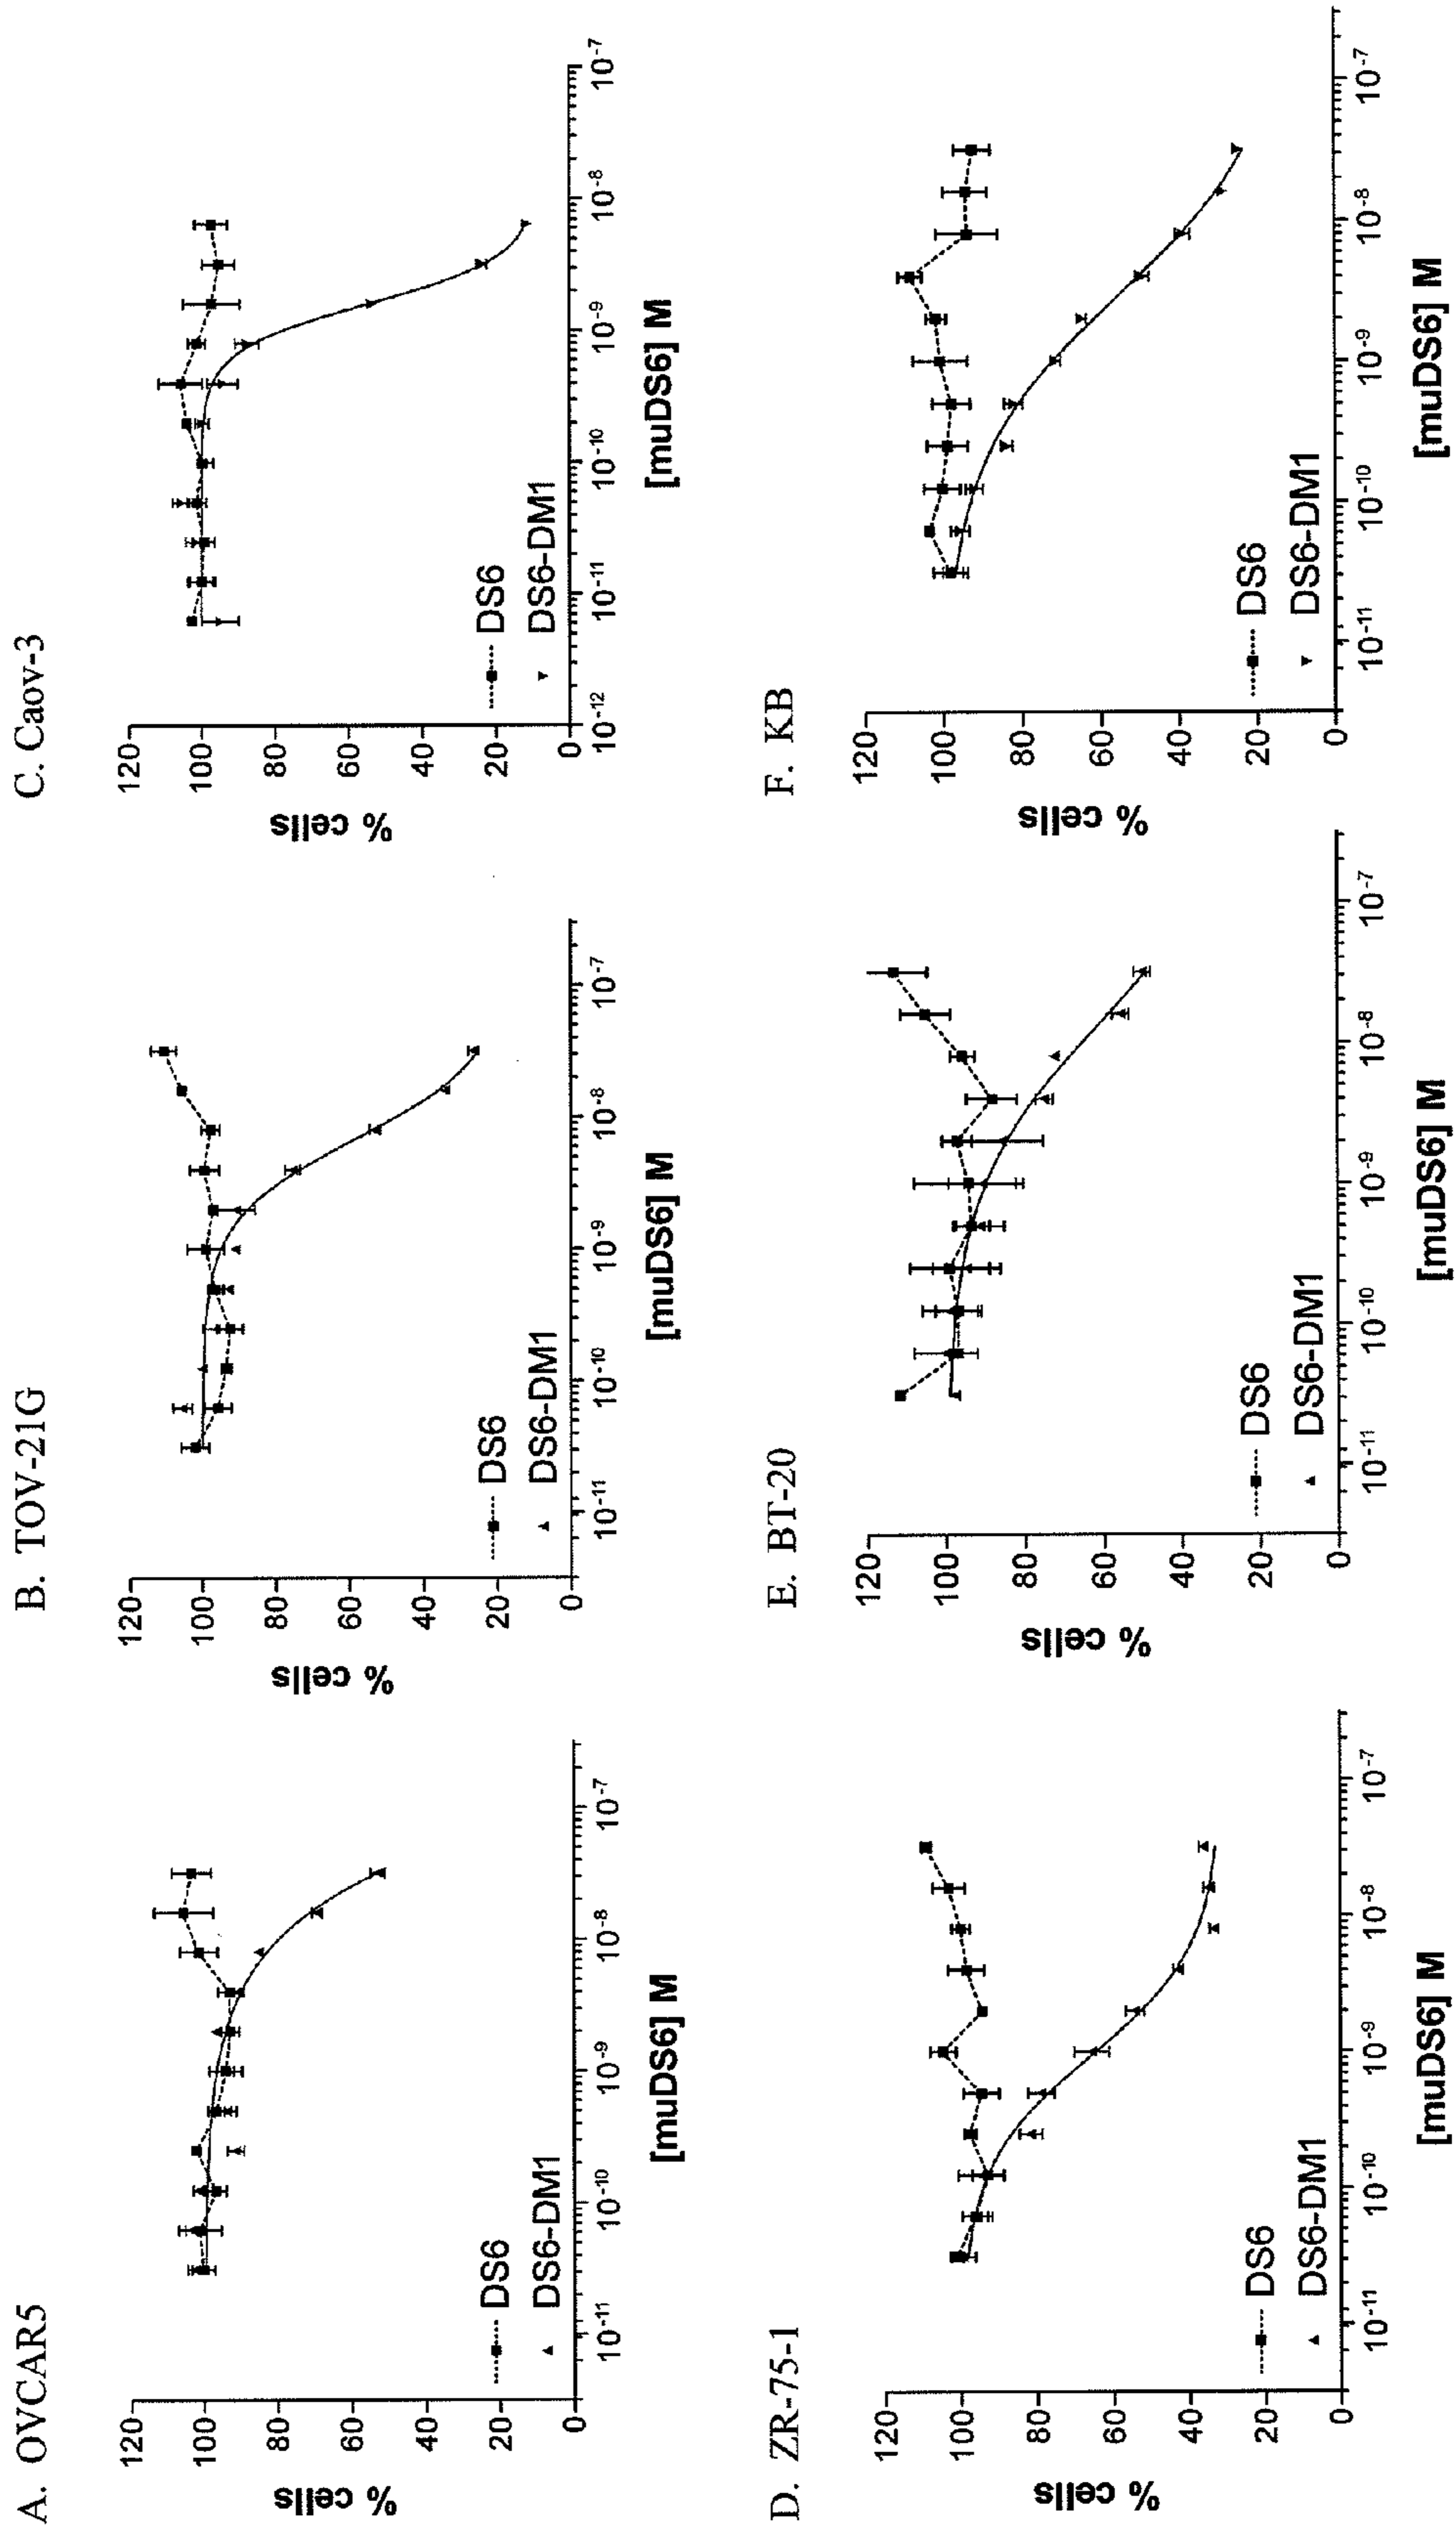 A. OVCAR5
% cells
120
100
80
60
40
20
0
DS6
DS6-DM1
10-11
10-10
10-9
10-8
10-7
[muDS6] M
B. TOV-21G
% cells
120
100
80
60
40
20
0
DS6
DS6-DM1
10-11
10-10
10-9
10-8
10-7
[muDS6] M
C. Caov-3
% cells
120
100
80
60
40
20
0
DS6
DS6-DM1
10-12
10-11
10-10
10-9
10-8
10-7
[muDS6] M
D. ZR-75-1
% cells
120
100
80
60
40
20
0
DS6
DS6-DM1
10-11
10-10
10-9
10-8
10-7
[muDS6] M
E. BT-20
% cells
120
100
80
60
40
20
0
DS6
DS6-DM1
10-11
10-10
10-9
10-8
10-7
[muDS6] M
F. KB
% cells
120
100
80
60
40
20
0
DS6
DS6-DM1
10-11
10-10
10-9
10-8
10-7
[muDS6] M